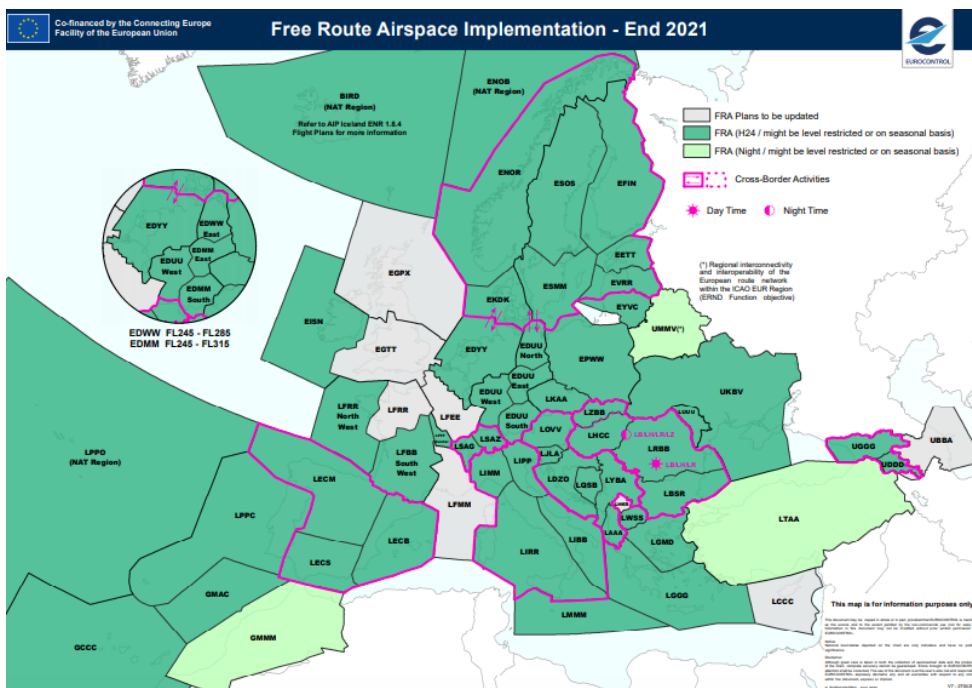 Co-financed by the Connecting Europe
Facility of the European Union
Free Route Airspace Implementation - End 2021
EUROCONTROL
BIRD
(NAT Region)
Refer to AIP Iceland ENR 1.8.4
Flight Plans for more information
ENOB
(NAT Region)
FRA Plans to be updated
FRA (H24 / might be level restricted or on seasonal basis)
FRA (Night / might be level restricted or on seasonal basis)
Cross-Border Activities
Day Time
Night Time
(*) Regional interconnectivity
and interoperability of the
European route network
within the ICAO EUR Region
(ERND Function objective)
EDYY
EDWW
East
EDMM
East
EDUU
West
EDMM
South
EDWW FL245 - FL285
EDMM FL245 - FL315
ENOR
ESOS
EFIN
EGPX
EETT
EVRR
EKDK
ESMM
EYVC
EISN
UMMV(*)
EGTT
EDYY
EDUU
North
EPWW
EDUU
East
UKBV
EDUU
West
LKAA
LFRR
North
West
LFRR
LFEE
EDUU
South
LZBB
LOVV
LHCC
LUUU
LRBB
LSAG
LSAZ
LPPO
(NAT Region)
LECM
LFBB
South
West
LIMM
LIPP
LJLA
LDZO
LQSB
LYBA
LBSR
UGGG
UDDD
UBBA
LPPC
LFMM
LWSS
LAAA
LTAA
LECB
LIRR
LIBB
LGMD
LECS
GMAC
LGGG
LCCC
LMMM
GMMM
GCCC
This map is for information purposes only